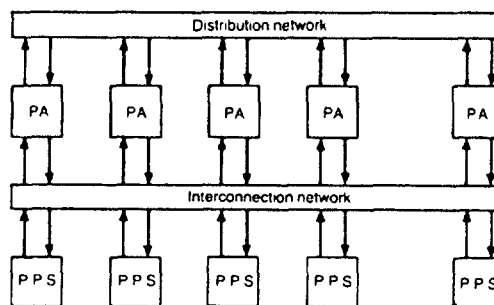 Distribution network
PA PA PA PA PA
Interconnection network
PPS PPS PPS PPS PPS